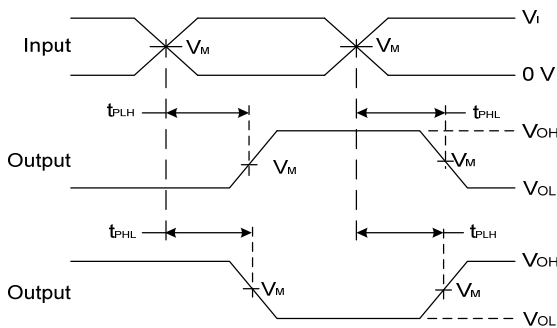 VI
Input
VM
VM
0 V
tPLH
tPHL
VOH
Output
VM
VM
VOL
tPHL
tPLH
VOH
Output
VM
VM
VOL